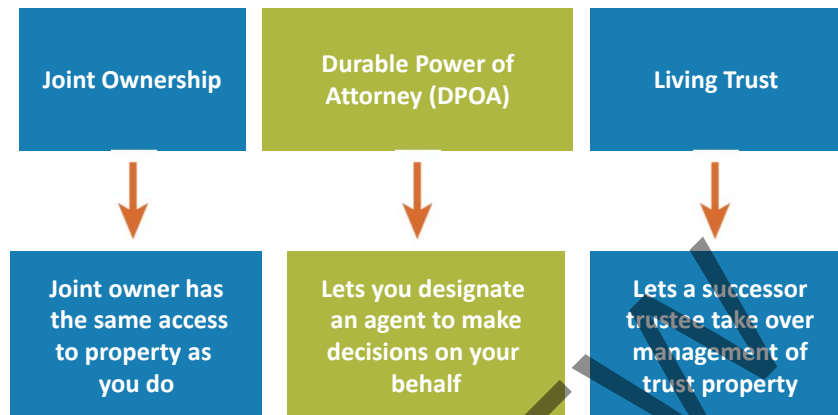 Joint Ownership
Durable Power of
Attorney (DPOA)
Living Trust
Joint owner has
the same access
to property as
you do
Lets you designate
an agent to make
decisions on your
behalf
Lets a successor
trustee take over
management of
trust property